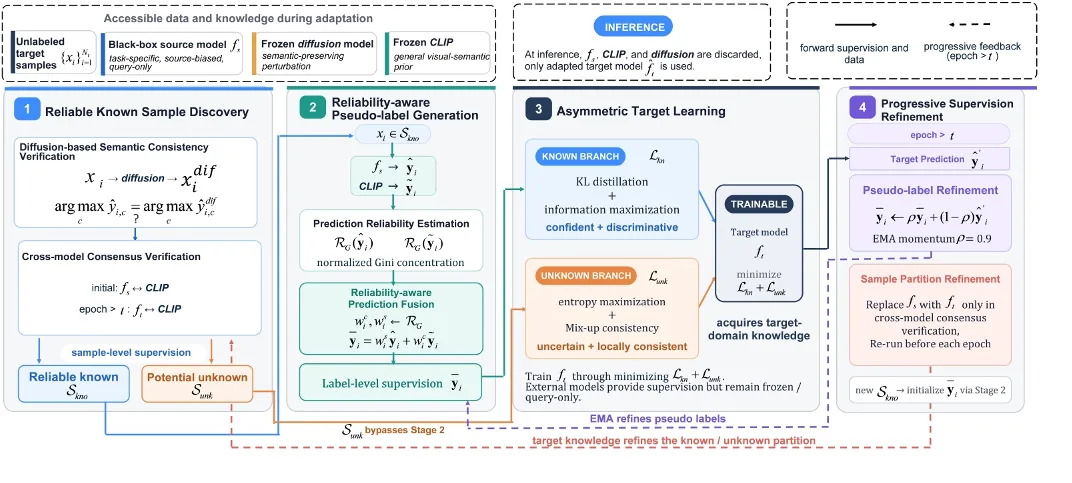 Accessible data and knowledge during adaptation
Unlabeled target samples {x_i}_{i=1}^{N_t}
Black-box source model f_s
task-specific, source-biased, query-only
Frozen diffusion model
semantic-preserving perturbation
Frozen CLIP
general visual-semantic prior
INFERENCE
At inference, f_s, CLIP, and diffusion are discarded,
only adapted target model f_t is used.
forward supervision and data
progressive feedback (epoch > t)
1 Reliable Known Sample Discovery
Diffusion-based Semantic Consistency
Verification
x_i → diffusion → x_i^{dif}
arg max_c ŷ_{i,c} = arg max_c ŷ_{i,c}^{dif}
?
Cross-model Consensus Verification
initial: f_s ↔ CLIP
epoch > t : f_t ↔ CLIP
sample-level supervision
Reliable known
S_kno
Potential unknown
S_unk
2 Reliability-aware
Pseudo-label Generation
x_i ∈ S_kno
f_s → ŷ_i
CLIP → ỹ_i
Prediction Reliability Estimation
R_G(ŷ_i) R_G(ỹ_i)
normalized Gini concentration
Reliability-aware
Prediction Fusion
w_i^c, w_i^s ← R_G
ȳ_i = w_i^s ŷ_i + w_i^c ỹ_i
Label-level supervision ȳ_i
S_unk bypasses Stage 2
3 Asymmetric Target Learning
KNOWN BRANCH L_kn
KL distillation
+
information maximization
confident + discriminative
UNKNOWN BRANCH L_unk
entropy maximization
+
Mix-up consistency
uncertain + locally consistent
TRAINABLE
Target model
f_t
minimize
L_kn + L_unk
acquires target-
domain knowledge
Train f_t through minimizing L_kn + L_unk.
External models provide supervision but remain frozen /
query-only.
EMA refines pseudo labels
target knowledge refines the known / unknown partition
4 Progressive Supervision
Refinement
epoch > t
Target Prediction ŷ_i'
Pseudo-label Refinement
ȳ_i ← ρȳ_i + (1-ρ)ŷ_i'
EMA momentum ρ = 0.9
Sample Partition Refinement
Replace f_s with f_t only in
cross-model consensus
verification,
Re-run before each epoch
new S_kno → initialize ȳ_i via Stage 2